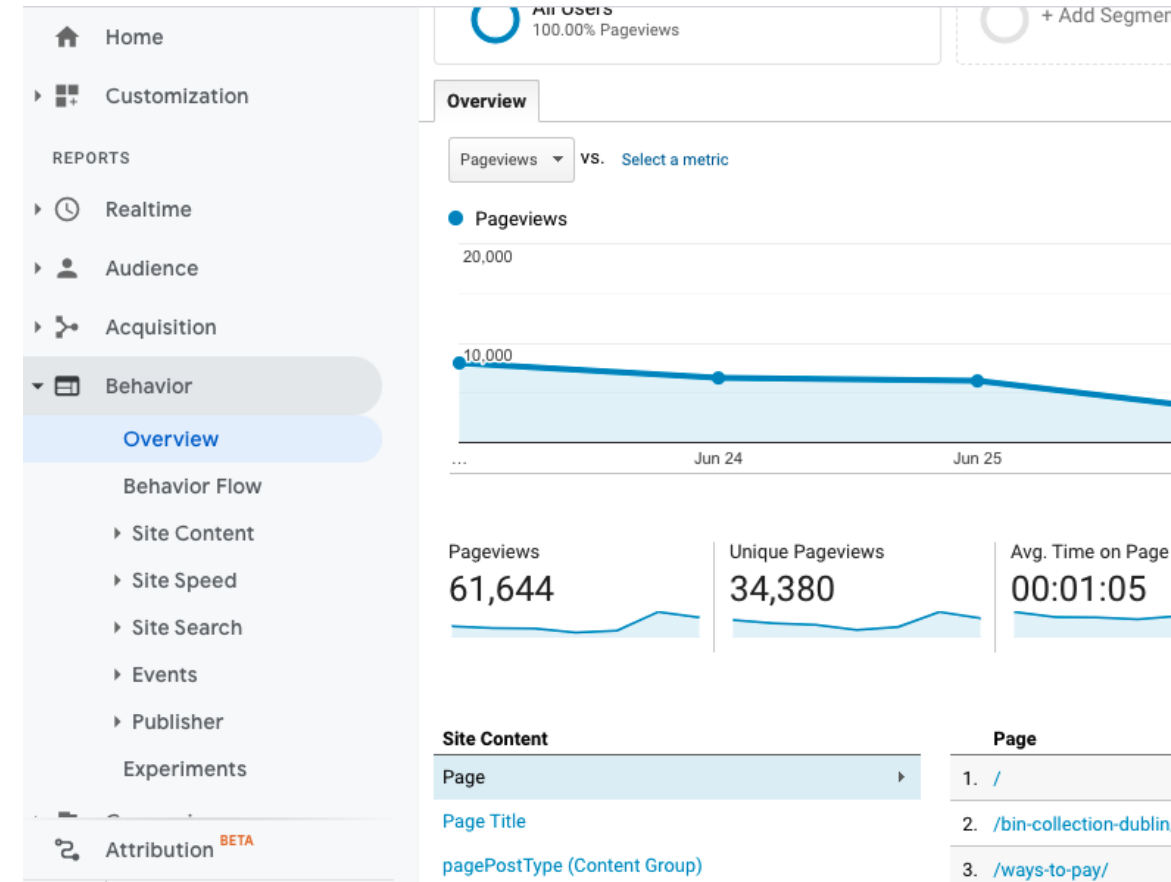 Home
Customization
REPORTS
Realtime
Audience
Acquisition
Behavior
Overview
Behavior Flow
Site Content
Site Speed
Site Search
Events
Publisher
Experiments
Attribution BETA
All Users
100.00% Pageviews
+ Add Segmen
Overview
Pageviews VS. Select a metric
Pageviews
20,000
10,000
... Jun 24 Jun 25
Pageviews Unique Pageviews Avg. Time on Page
61,644 34,380 00:01:05
Site Content
Page
Page Title
pagePostType (Content Group)
Page
1. /
2. /bin-collection-dublin
3. /ways-to-pay/